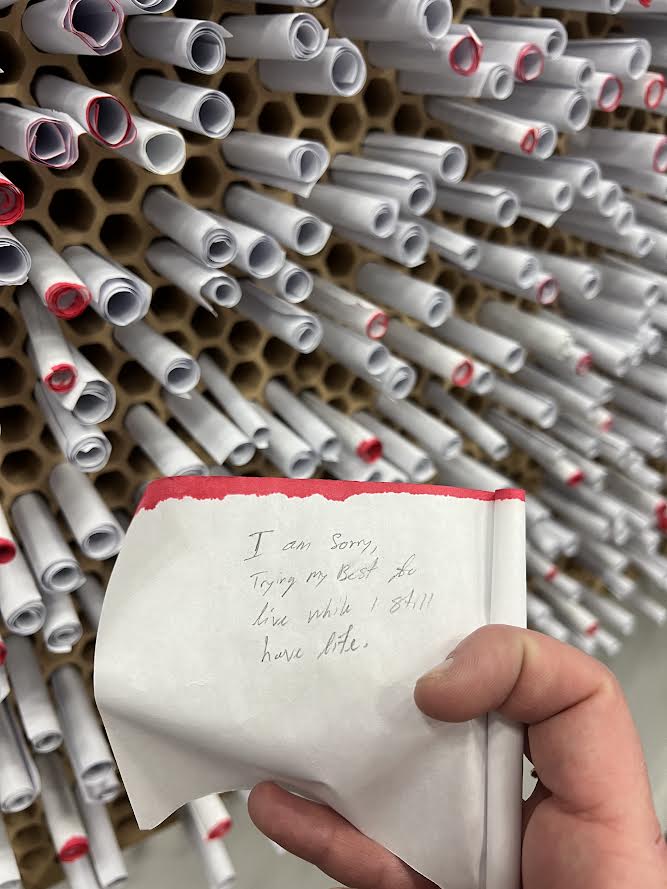 I am Sorry,
Trying my Best to
live while I still
have life.